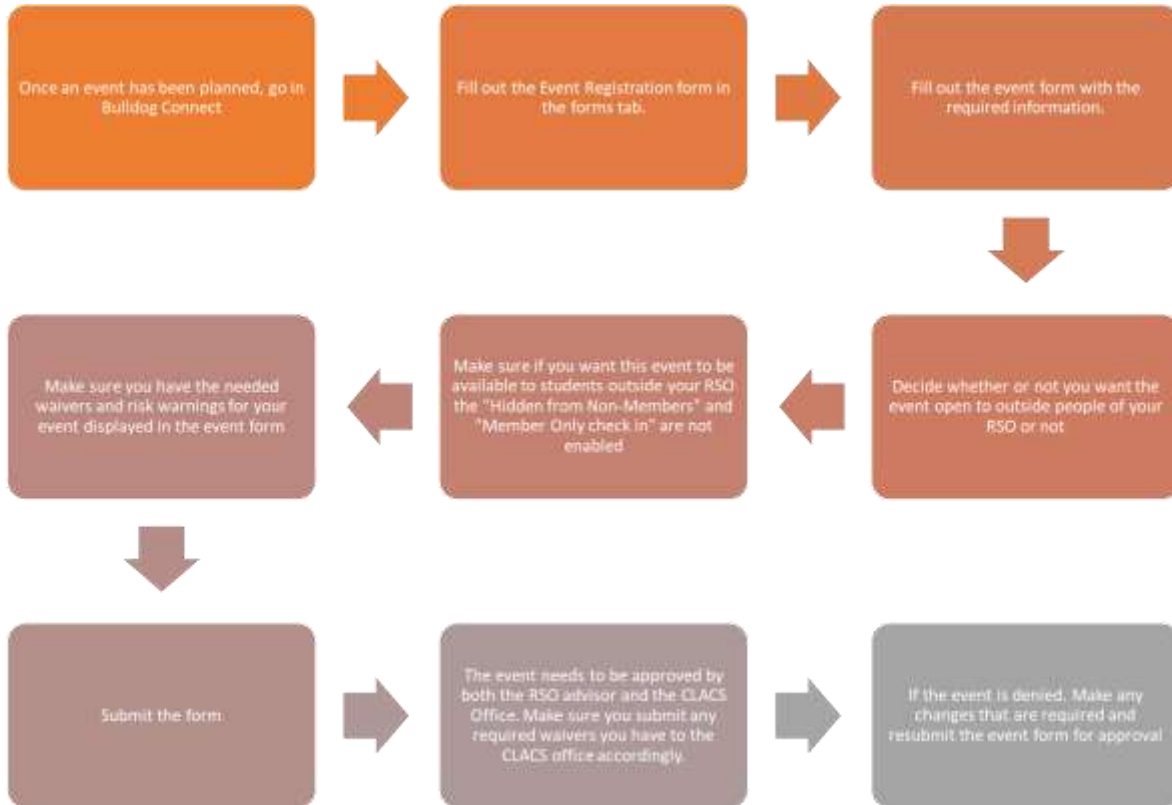 Once an event has been planned, go in
Bulldog Connect
Fill out the Event Registration form in
the forms tab.
Fill out the event form with the
required information.
Decide whether or not you want the
event open to outside people of your
RSO or not
Make sure if you want this event to be
available to students outside your RSO
the "Hidden from Non-Members" and
"Member Only check in" are not
enabled
Make sure you have the needed
waivers and risk warnings for your
event displayed in the event form
Submit the form
The event needs to be approved by
both the RSO advisor and the CLACS
Office. Make sure you submit any
required waivers you have to the
CLACS office accordingly.
If the event is denied. Make any
changes that are required and
resubmit the event form for approval